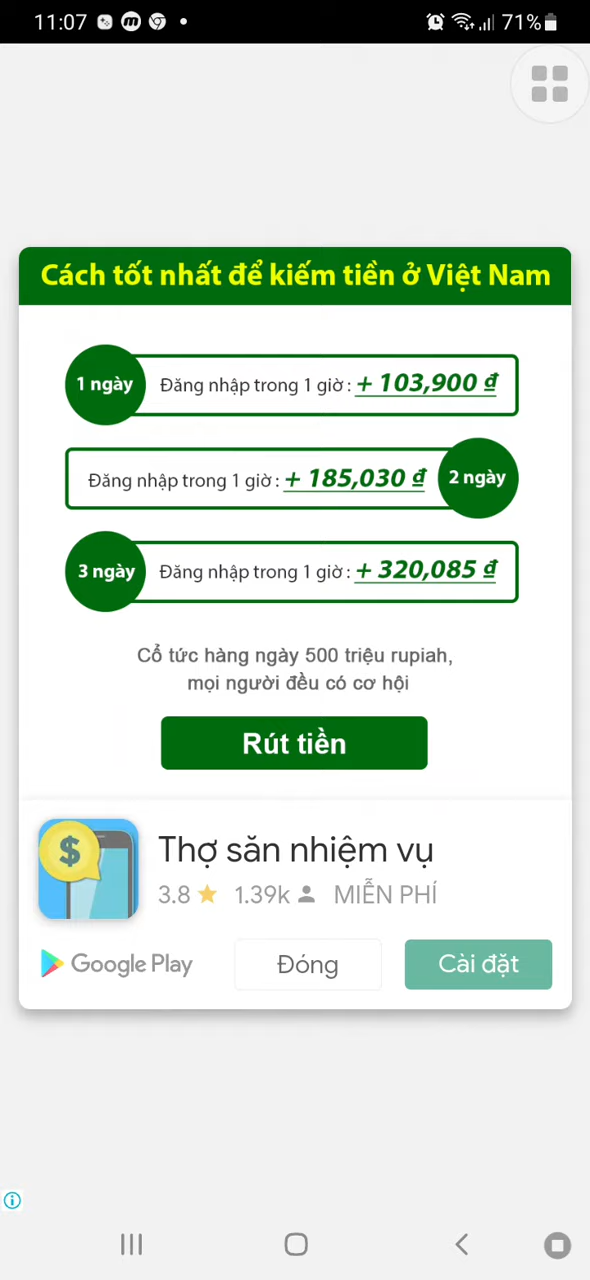 11:07
71%
Cách tốt nhất để kiếm tiền ở Việt Nam
1 ngày Đăng nhập trong 1 giờ : + 103,900 ₫
Đăng nhập trong 1 giờ : + 185,030 ₫ 2 ngày
3 ngày Đăng nhập trong 1 giờ : + 320,085 ₫
Cổ tức hàng ngày 500 triệu rupiah,
mọi người đều có cơ hội
Rút tiền
$
Thợ săn nhiệm vụ
3.8 ★ 1.39k MIỄN PHÍ
Google Play Đóng Cài đặt